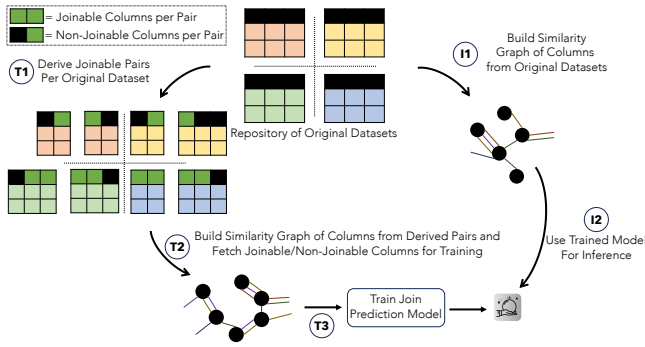 = Joinable Columns per Pair
= Non-Joinable Columns per Pair
T1
Derive Joinable Pairs
Per Original Dataset
Repository of Original Datasets
I1
Build Similarity
Graph of Columns
from Original Datasets
T2
Build Similarity Graph of Columns from Derived Pairs and
Fetch Joinable/Non-Joinable Columns for Training
I2
Use Trained Model
For Inference
T3
Train Join
Prediction Model